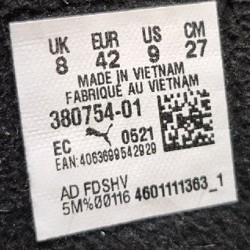 UK EUR US CM
8 42 9 27
MADE IN VIETNAM
FABRIQUÉ AU VIETNAM
380754-01
EC 0521
EAN: 4063699542929
AD FDSHV
5M%00116 4601111363_1